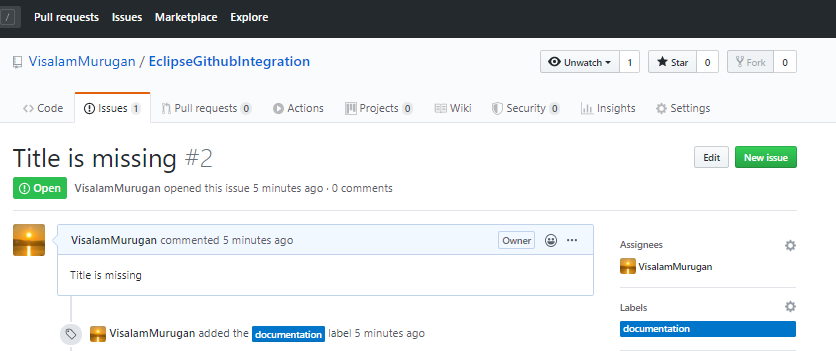 / Pull requests Issues Marketplace Explore
VisalamMurugan / EclipseGithubIntegration Unwatch 1 Star 0 Fork 0
Code Issues 1 Pull requests 0 Actions Projects 0 Wiki Security 0 Insights Settings
Title is missing #2 Edit New issue
Open VisalamMurugan opened this issue 5 minutes ago · 0 comments
VisalamMurugan commented 5 minutes ago Owner ...
Title is missing
VisalamMurugan added the documentation label 5 minutes ago
Assignees
VisalamMurugan
Labels
documentation